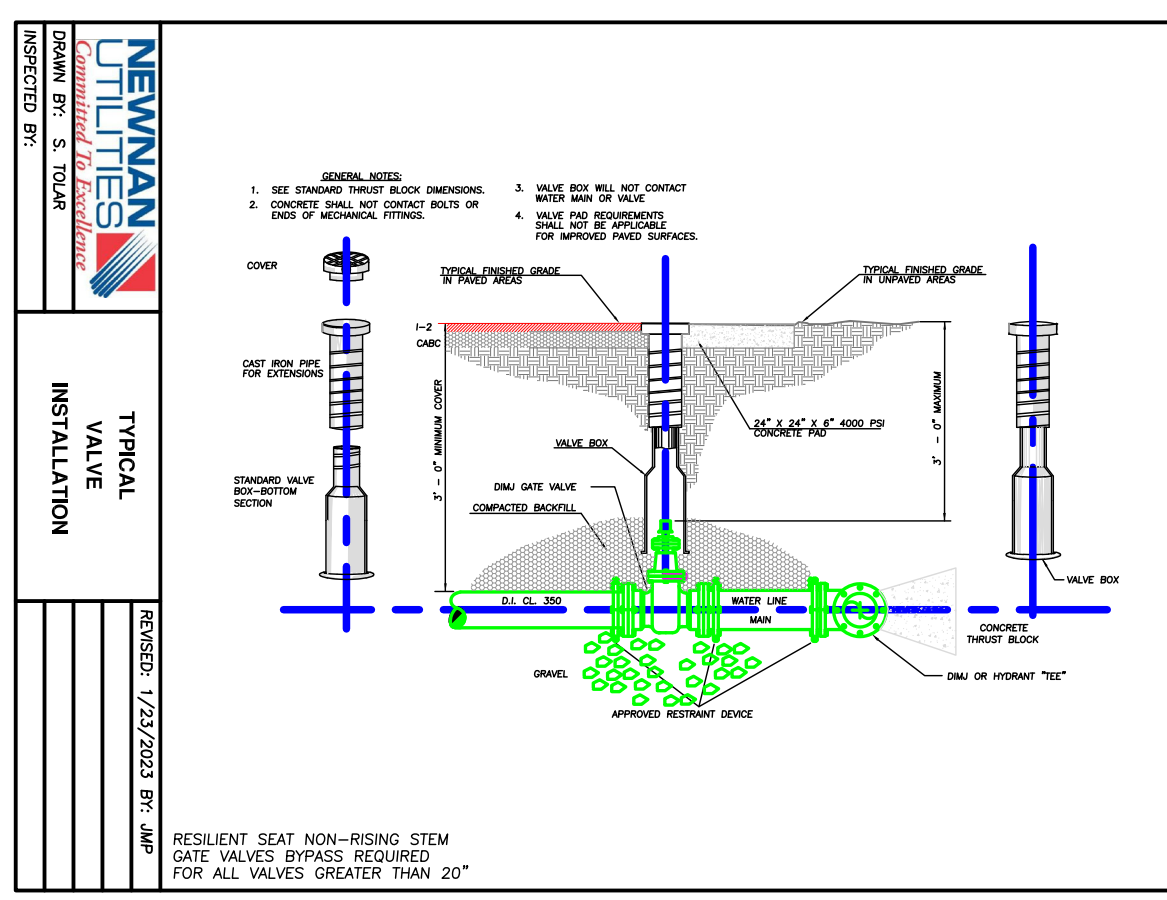 NEWNAN
UTILITIES
Committed To Excellence
DRAWN BY: S. TOLAR
INSPECTED BY:
TYPICAL
VALVE
INSTALLATION
REVISED: 1/23/2023 BY: JMP
GENERAL NOTES:
1. SEE STANDARD THRUST BLOCK DIMENSIONS.
2. CONCRETE SHALL NOT CONTACT BOLTS OR
ENDS OF MECHANICAL FITTINGS.
3. VALVE BOX WILL NOT CONTACT
WATER MAIN OR VALVE
4. VALVE PAD REQUIREMENTS
SHALL NOT BE APPLICABLE
FOR IMPROVED PAVED SURFACES.
COVER
TYPICAL FINISHED GRADE
IN PAVED AREAS
TYPICAL FINISHED GRADE
IN UNPAVED AREAS
I-2
CABC
CAST IRON PIPE
FOR EXTENSIONS
3' - 0" MINIMUM COVER
3' - 0" MAXIMUM
24" X 24" X 6" 4000 PSI
CONCRETE PAD
VALVE BOX
STANDARD VALVE
BOX-BOTTOM
SECTION
DIMJ GATE VALVE
COMPACTED BACKFILL
VALVE BOX
D.I. CL. 350
WATER LINE
MAIN
CONCRETE
THRUST BLOCK
GRAVEL
DIMJ OR HYDRANT "TEE"
APPROVED RESTRAINT DEVICE
RESILIENT SEAT NON-RISING STEM
GATE VALVES BYPASS REQUIRED
FOR ALL VALVES GREATER THAN 20"